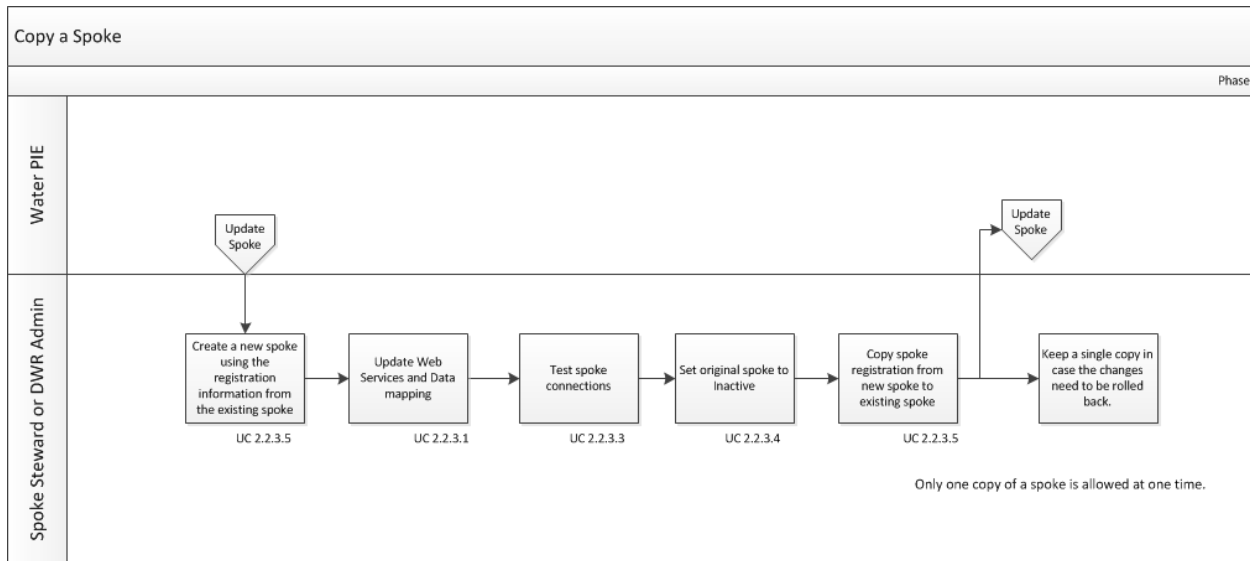 Copy a Spoke
Phase
Water PIE
Update
Spoke
Update
Spoke
Spoke Steward or DWR Admin
Create a new spoke
using the
registration
information from
the existing spoke
UC 2.2.3.5
Update Web
Services and Data
mapping
UC 2.2.3.1
Test spoke
connections
UC 2.2.3.3
Set original spoke to
Inactive
UC 2.2.3.4
Copy spoke
registration from
new spoke to
existing spoke
UC 2.2.3.5
Keep a single copy in
case the changes
need to be rolled
back.
Only one copy of a spoke is allowed at one time.